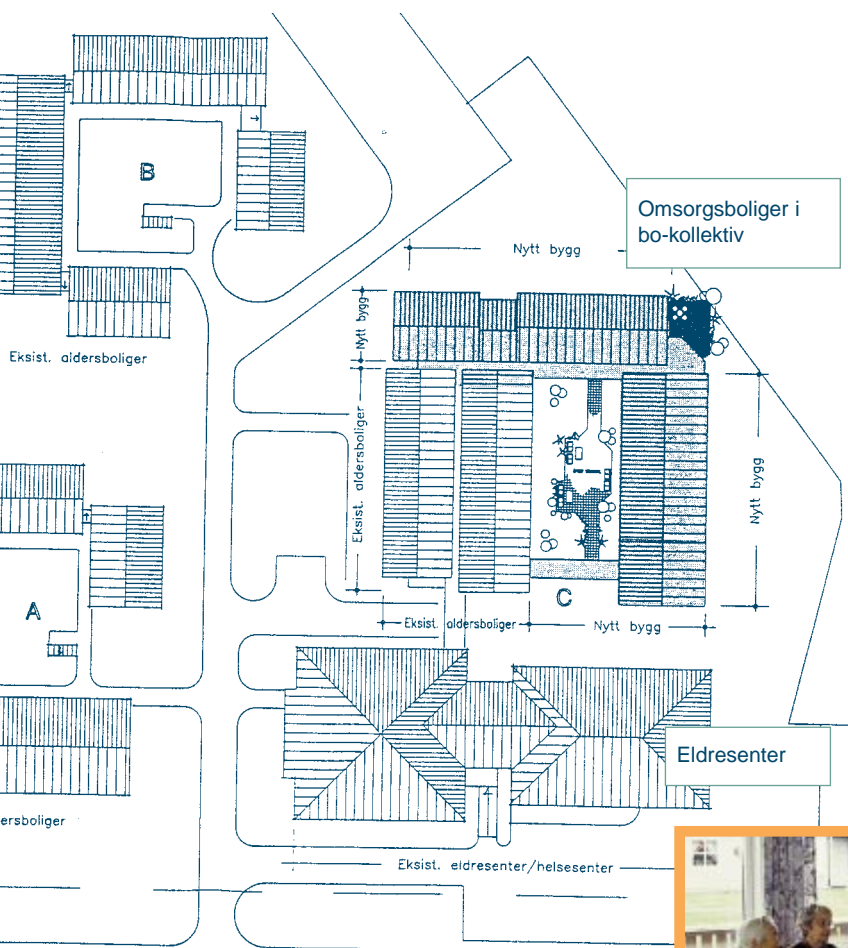 B
Omsorgsboliger i
bo-kollektiv
Nytt bygg
Nytt bygg
Eksist. aldersboliger
Eksist. aldersboliger
Nytt bygg
A
C
Eksist. aldersboliger
Nytt bygg
Eldresenter
ersboliger
Eksist. eldresenter/helsesenter